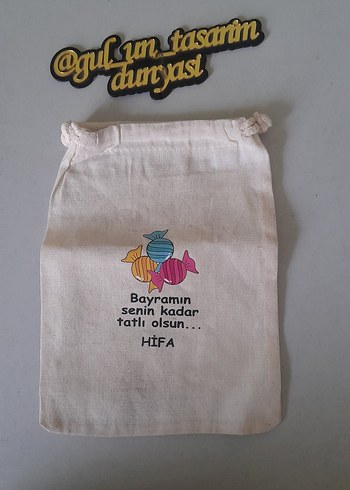 @gul_un_tasarim
dunyasi
Bayramın
senin kadar
tatlı olsun...
HİFA